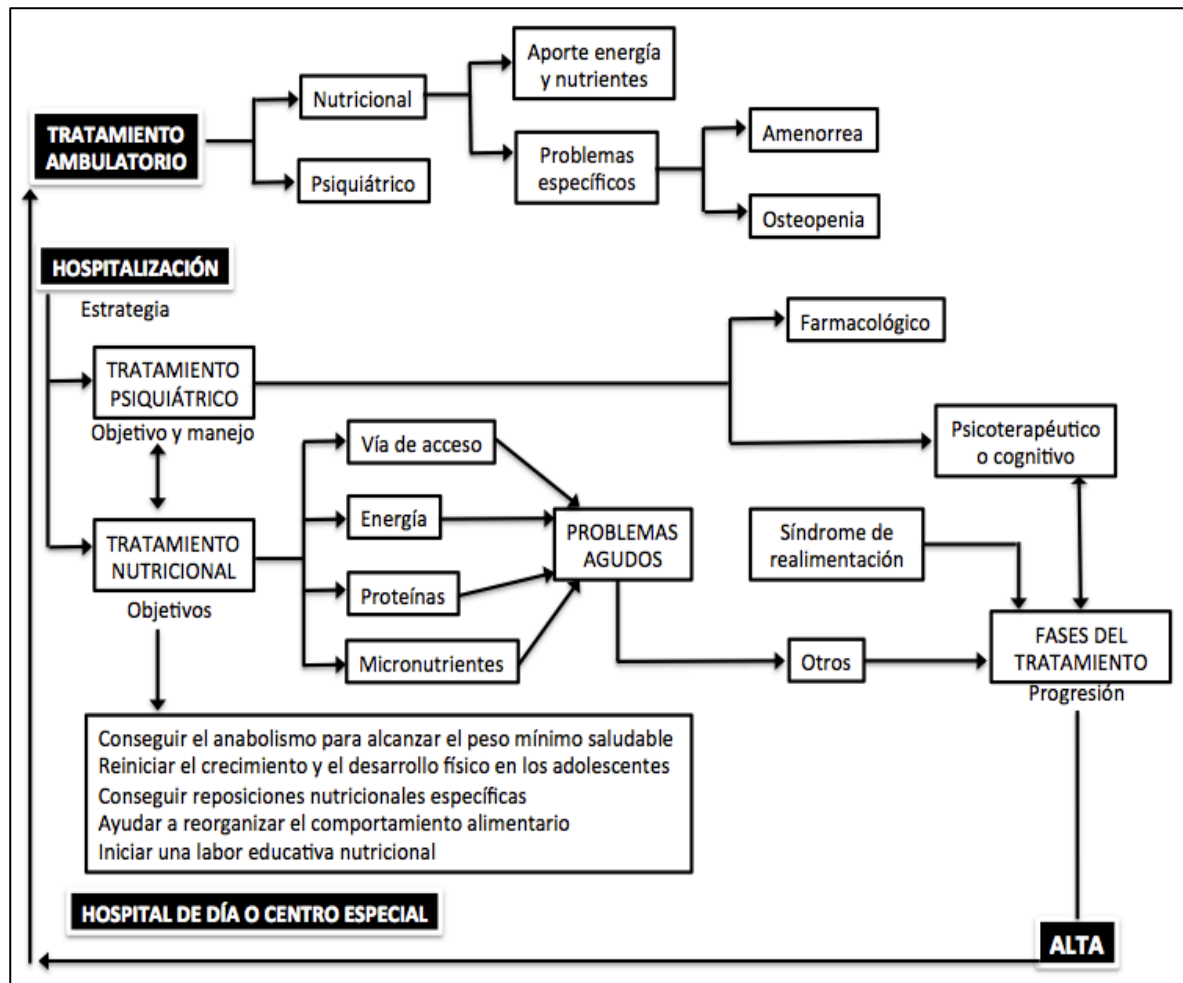 Aporte energía
y nutrientes
Nutricional
TRATAMIENTO
AMBULATORIO
Amenorrea
Problemas
específicos
Psiquiátrico
Osteopenia
HOSPITALIZACIÓN
Estrategia
Farmacológico
TRATAMIENTO
PSIQUIÁTRICO
Objetivo y manejo
Psicoterapéutico
o cognitivo
Vía de acceso
Energía
TRATAMIENTO
NUTRICIONAL
Objetivos
PROBLEMAS
AGUDOS
Síndrome de
realimentación
Proteínas
Micronutrientes
Otros
FASES DEL
TRATAMIENTO
Progresión
Conseguir el anabolismo para alcanzar el peso mínimo saludable
Reiniciar el crecimiento y el desarrollo físico en los adolescentes
Conseguir reposiciones nutricionales específicas
Ayudar a reorganizar el comportamiento alimentario
Iniciar una labor educativa nutricional
HOSPITAL DE DÍA O CENTRO ESPECIAL
ALTA